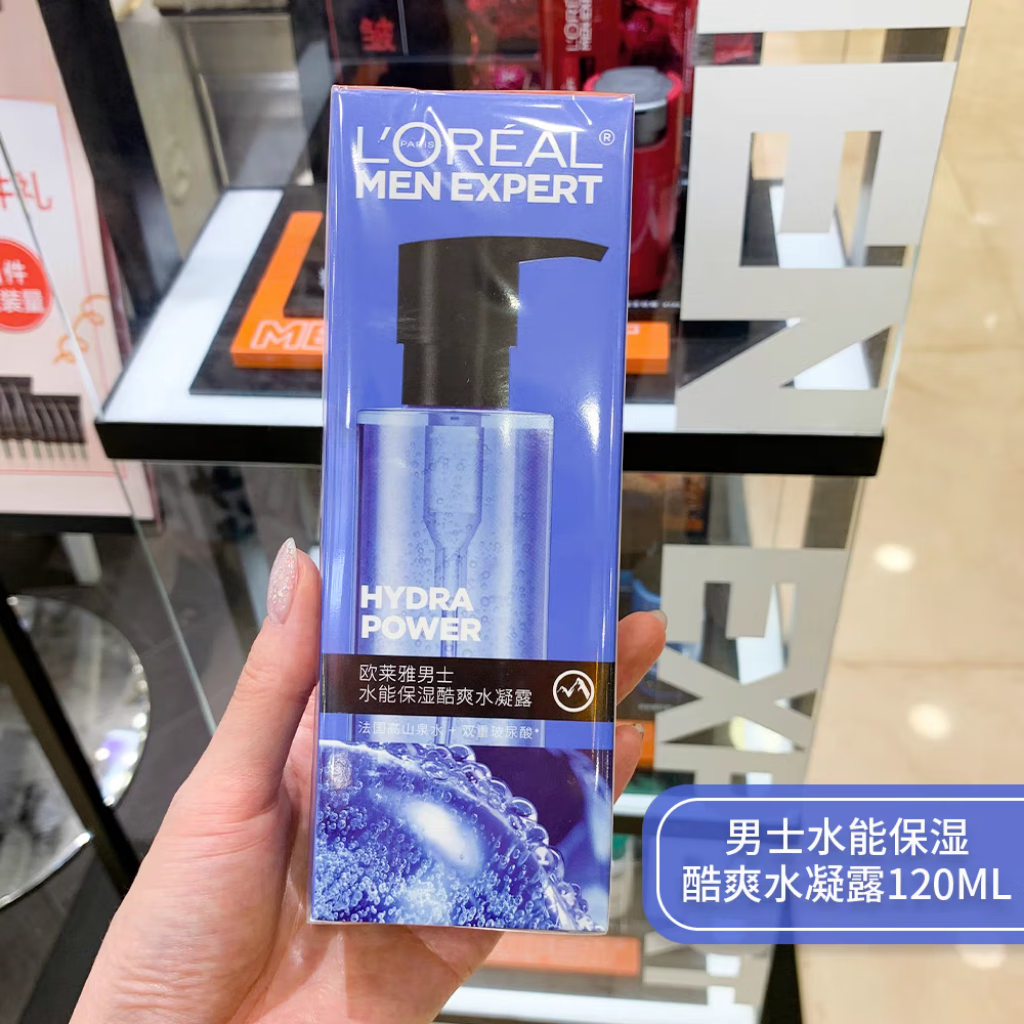 L'ORÉAL®
PARIS
MEN EXPERT
HYDRA
POWER
欧莱雅男士
水能保湿酷爽水凝露
法国高山泉水 + 双重玻尿酸*
男士水能保湿
酷爽水凝露120ML